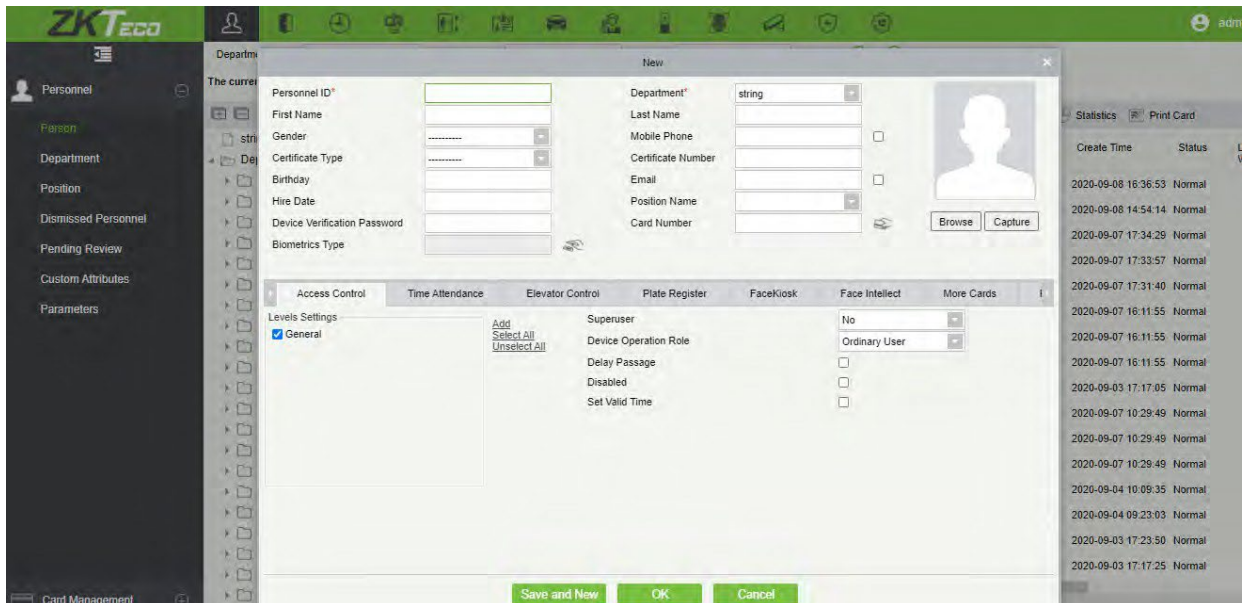 ZKTeco
adm
Departm
New
The currer
Personnel
Person
Department
Position
Dismissed Personnel
Pending Review
Custom Attributes
Parameters
Card Management
stri
Dep
Personnel ID*
Department* string
First Name
Last Name
Gender ----------
Mobile Phone
Certificate Type ----------
Certificate Number
Birthday
Email
Hire Date
Position Name
Device Verification Password
Card Number
Biometrics Type
Browse Capture
Access Control Time Attendance Elevator Control Plate Register FaceKiosk Face Intellect More Cards
Levels Settings
General
Add
Select All
Unselect All
Superuser No
Device Operation Role Ordinary User
Delay Passage
Disabled
Set Valid Time
Save and New OK Cancel
Statistics Print Card
Create Time Status
2020-09-08 16:36:53 Normal
2020-09-08 14:54:14 Normal
2020-09-07 17:34:29 Normal
2020-09-07 17:33:57 Normal
2020-09-07 17:31:40 Normal
2020-09-07 16:11:55 Normal
2020-09-07 16:11:55 Normal
2020-09-07 16:11:55 Normal
2020-09-03 17:17:05 Normal
2020-09-07 10:29:49 Normal
2020-09-07 10:29:49 Normal
2020-09-07 10:29:49 Normal
2020-09-04 10:09:35 Normal
2020-09-04 09:23:03 Normal
2020-09-03 17:23:50 Normal
2020-09-03 17:17:25 Normal